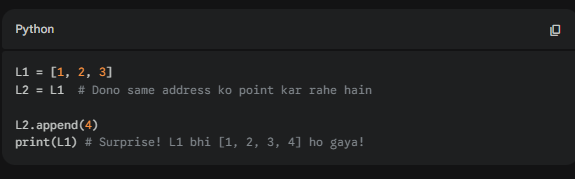 Python
L1 = [1, 2, 3]
L2 = L1  # Dono same address ko point kar rahe hain
L2.append(4)
print(L1) # Surprise! L1 bhi [1, 2, 3, 4] ho gaya!